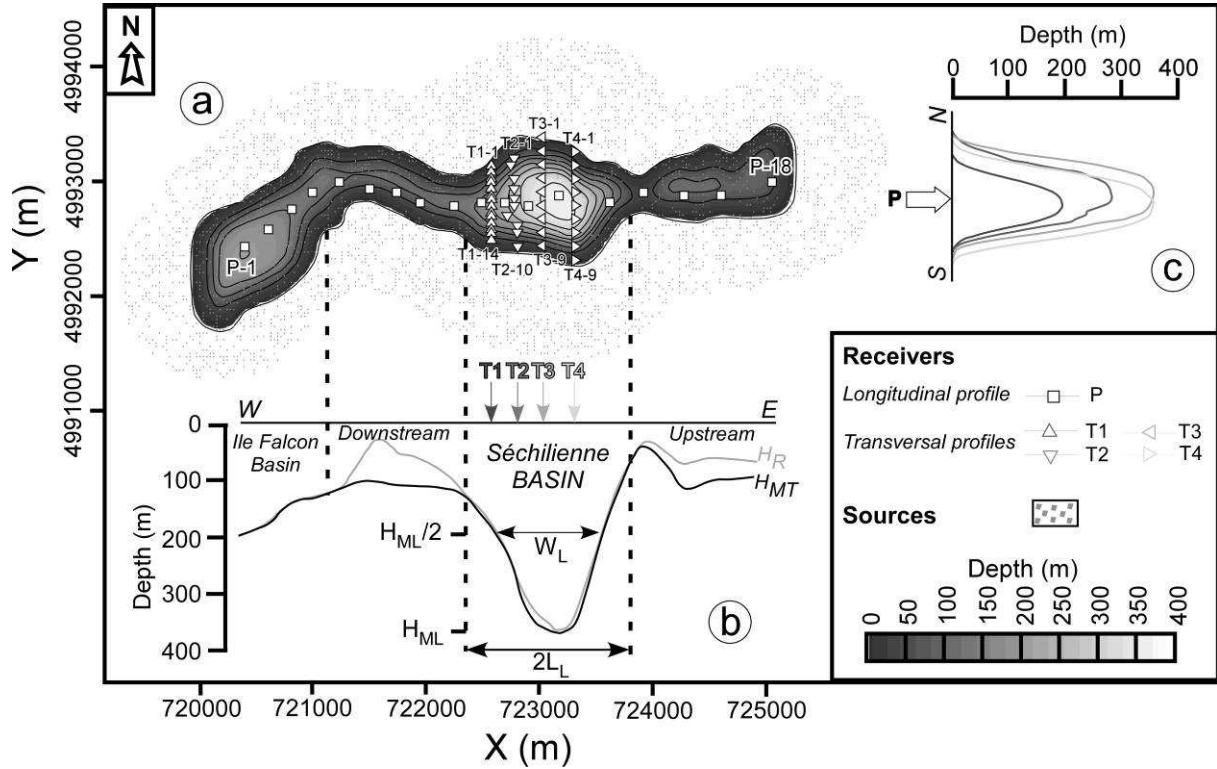 N
a
Y (m)
4994000
4993000
4992000
4991000
T3-1
T2-1
T4-1
T1-1
P-18
P-1
T1-14
T3-9
T2-10
T4-9
T1 T2 T3 T4
W
E
Ile Falcon
Basin
Downstream
Séchilienne
BASIN
Upstream
H_R
H_MT
Depth (m)
0
100
200
300
400
H_ML/2
W_L
H_ML
2L_L
b
720000 721000 722000 723000 724000 725000
X (m)
Depth (m)
0 100 200 300 400
N
P
S
c
Receivers
Longitudinal profile
P
Transversal profiles
T1
T3
T2
T4
Sources
Depth (m)
0 50 100 150 200 250 300 350 400